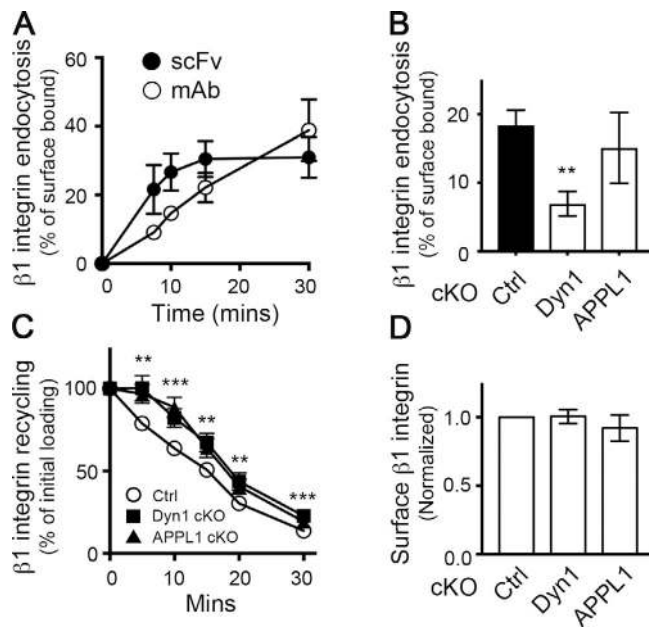 A
β1 integrin endocytosis
(% of surface bound)
60
40
20
0
scFv
mAb
0
10
20
30
Time (mins)
B
β1 integrin endocytosis
(% of surface bound)
20
10
0
**
cKO
Ctrl
Dyn1
APPL1
C
β1 integrin recycling
(% of initial loading)
100
50
0
**
***
**
**
***
Ctrl
Dyn1 cKO
APPL1 cKO
0
10
20
30
Mins
D
Surface β1 integrin
(Normalized)
1.0
0.5
0.0
cKO
Ctrl
Dyn1
APPL1